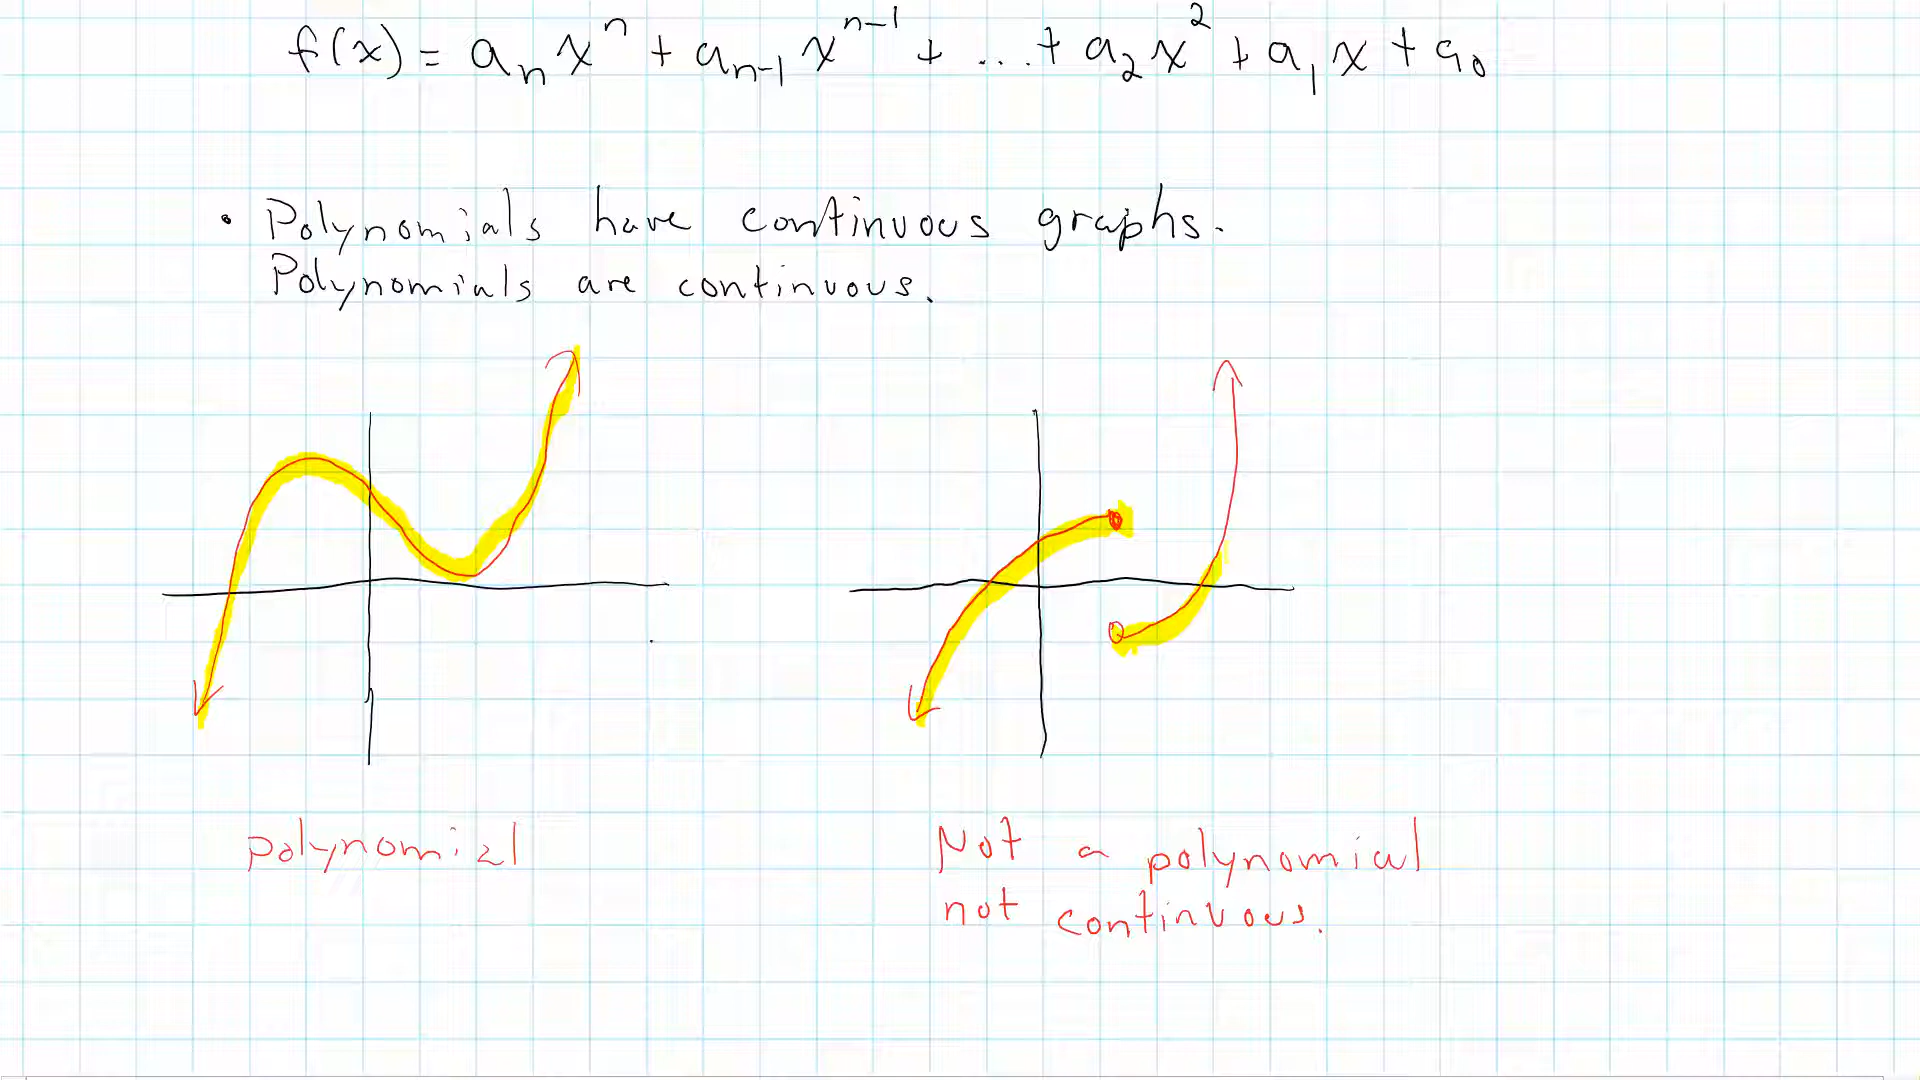 f(x) = aₙxⁿ + aₙ₋₁xⁿ⁻¹ + ... + a₂x² + a₁x + a₀
• Polynomials have continuous graphs.
Polynomials are continuous.
polynomial
Not a polynomial
not continuous.